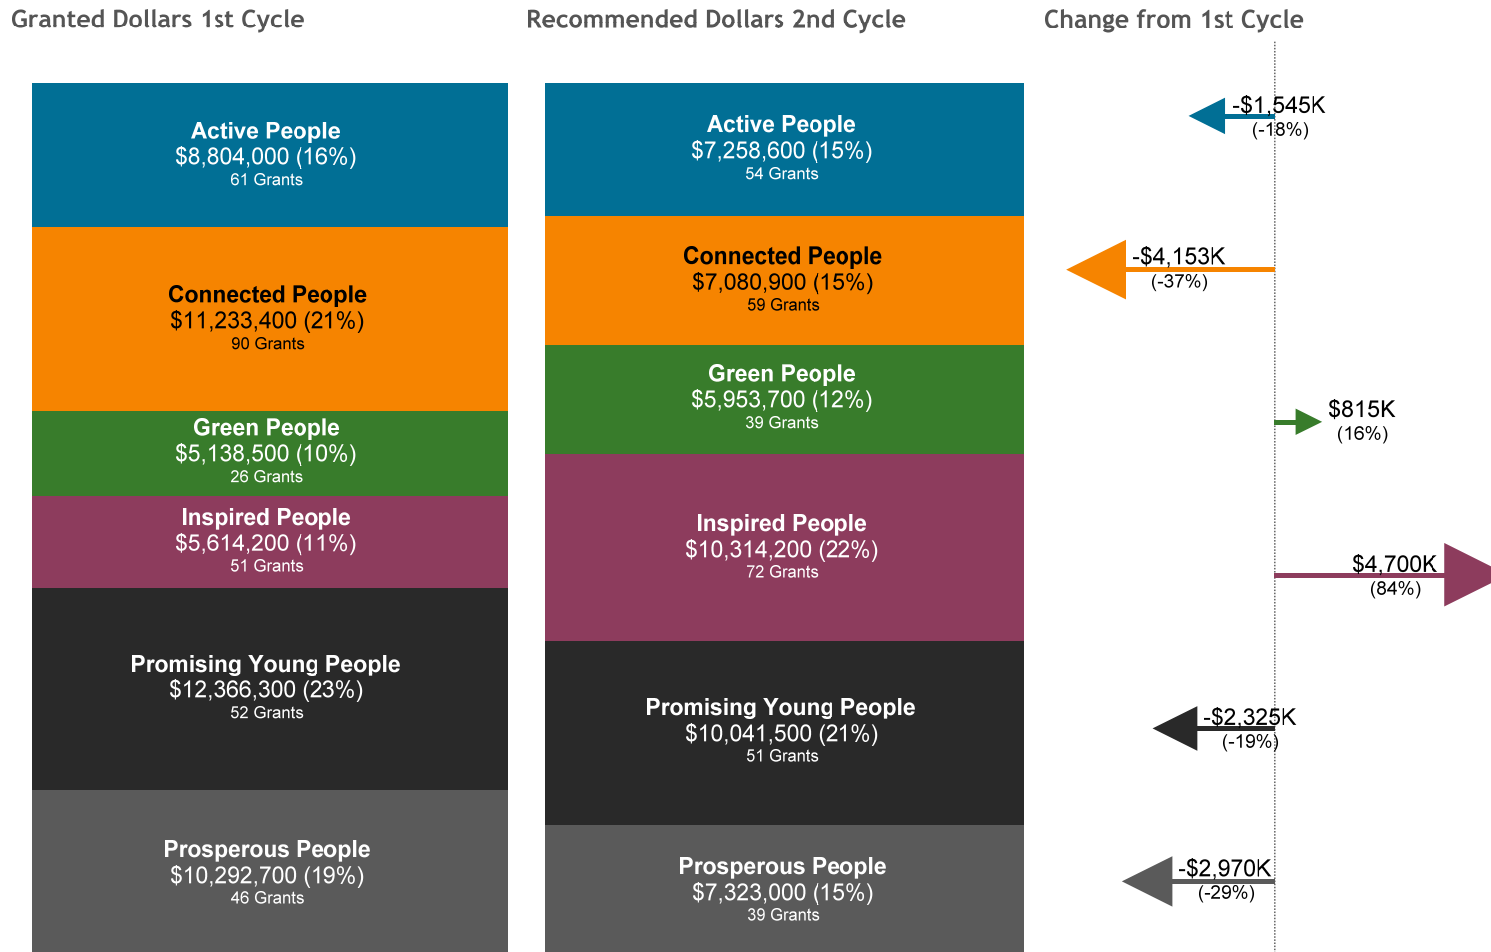 Granted Dollars 1st Cycle
Recommended Dollars 2nd Cycle
Change from 1st Cycle
Active People
$8,804,000 (16%)
61 Grants
Connected People
$11,233,400 (21%)
90 Grants
Green People
$5,138,500 (10%)
26 Grants
Inspired People
$5,614,200 (11%)
51 Grants
Promising Young People
$12,366,300 (23%)
52 Grants
Prosperous People
$10,292,700 (19%)
46 Grants
Active People
$7,258,600 (15%)
54 Grants
Connected People
$7,080,900 (15%)
59 Grants
Green People
$5,953,700 (12%)
39 Grants
Inspired People
$10,314,200 (22%)
72 Grants
Promising Young People
$10,041,500 (21%)
51 Grants
Prosperous People
$7,323,000 (15%)
39 Grants
-$1,545K
(-18%)
-$4,153K
(-37%)
$815K
(16%)
$4,700K
(84%)
-$2,325K
(-19%)
-$2,970K
(-29%)